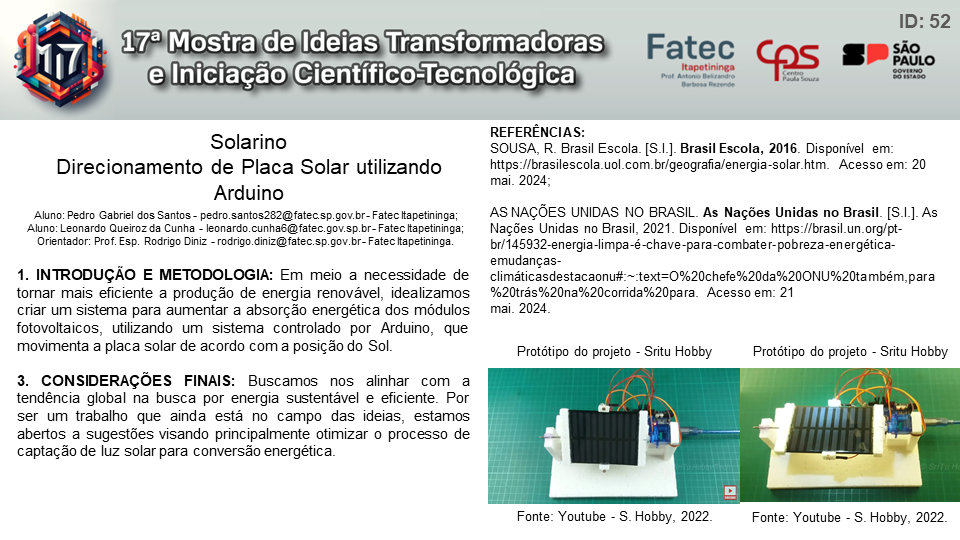 ID: 52
17
17ª Mostra de Ideias Transformadoras
e Iniciação Científico-Tecnológica
Fatec
Itapetininga
Prof. Antonio Belizandro
Barbosa Rezende
CPS
Centro
Paula Souza
SP
SÃO PAULO
GOVERNO
DO ESTADO
Solarino
Direcionamento de Placa Solar utilizando
Arduino
Aluno: Pedro Gabriel dos Santos - pedro.santos282@fatec.sp.gov.br - Fatec Itapetininga;
Aluno: Leonardo Queiroz da Cunha - leonardo.cunha6@fatec.gov.sp.br - Fatec Itapetininga;
Orientador: Prof. Esp. Rodrigo Diniz - rodrigo.diniz@fatec.sp.gov.br - Fatec Itapetininga.
1. INTRODUÇÃO E METODOLOGIA: Em meio a necessidade de
tornar mais eficiente a produção de energia renovável, idealizamos
criar um sistema para aumentar a absorção energética dos módulos
fotovoltaicos, utilizando um sistema controlado por Arduino, que
movimenta a placa solar de acordo com a posição do Sol.
3. CONSIDERAÇÕES FINAIS: Buscamos nos alinhar com a
tendência global na busca por energia sustentável e eficiente. Por
ser um trabalho que ainda está no campo das ideias, estamos
abertos a sugestões visando principalmente otimizar o processo de
captação de luz solar para conversão energética.
REFERÊNCIAS:
SOUSA, R. Brasil Escola. [S.I.]. Brasil Escola, 2016. Disponível em:
https://brasilescola.uol.com.br/geografia/energia-solar.htm. Acesso em: 20
mai. 2024;
AS NAÇÕES UNIDAS NO BRASIL. As Nações Unidas no Brasil. [S.I.]. As
Nações Unidas no Brasil, 2021. Disponível em: https://brasil.un.org/pt-
br/145932-energia-limpa-é-chave-para-combater-pobreza-energética-
emudanças-
climáticasdestacaonu#:~:text=O%20chefe%20da%20ONU%20também,para
%20trás%20na%20corrida%20para. Acesso em: 21
mai. 2024.
Protótipo do projeto - Sritu Hobby
Protótipo do projeto - Sritu Hobby
Fonte: Youtube - S. Hobby, 2022.
Fonte: Youtube - S. Hobby, 2022.